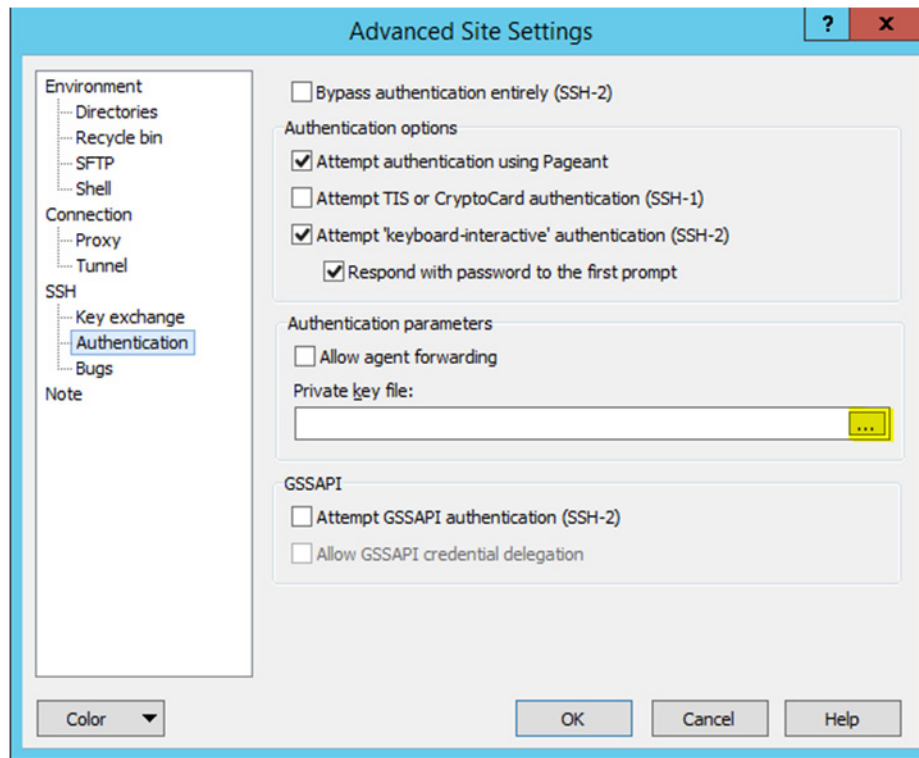 Advanced Site Settings
?
x
Environment
Directories
Recycle bin
SFTP
Shell
Connection
Proxy
Tunnel
SSH
Key exchange
Authentication
Bugs
Note
Bypass authentication entirely (SSH-2)
Authentication options
Attempt authentication using Pageant
Attempt TIS or CryptoCard authentication (SSH-1)
Attempt 'keyboard-interactive' authentication (SSH-2)
Respond with password to the first prompt
Authentication parameters
Allow agent forwarding
Private key file:
...
GSSAPI
Attempt GSSAPI authentication (SSH-2)
Allow GSSAPI credential delegation
Color
OK
Cancel
Help